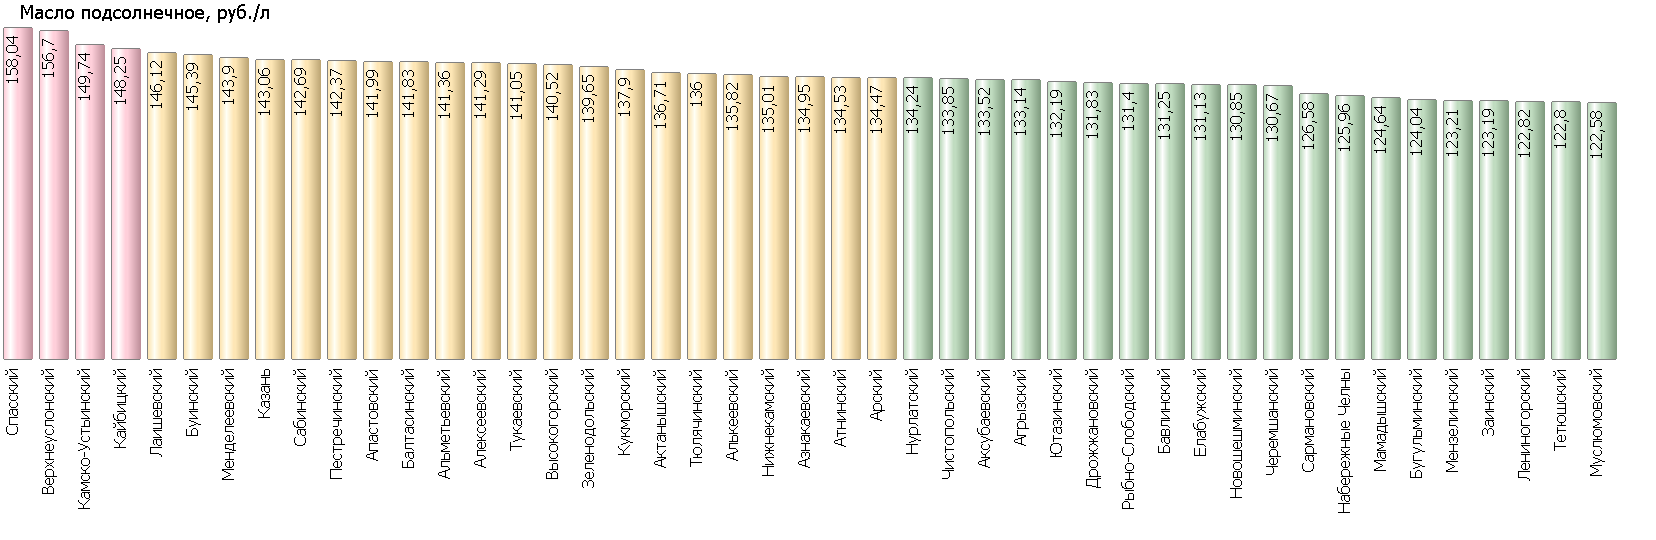 Масло подсолнечное, руб./л
158,04
156,7
149,74
148,25
146,12
145,39
143,9
143,06
142,69
142,37
141,99
141,83
141,36
141,29
141,05
140,52
139,65
137,9
136,71
136
135,82
135,01
134,95
134,53
134,47
134,24
133,85
133,52
133,14
132,19
131,83
131,4
131,25
131,13
130,85
130,67
126,58
125,96
124,64
124,04
123,21
123,19
122,82
122,8
122,58
Спасский
Верхнеуслонский
Камско-Устьинский
Кайбицкий
Лаишевский
Буинский
Менделеевский
Казань
Сабинский
Пестречинский
Апастовский
Балтасинский
Альметьевский
Алексеевский
Тукаевский
Высокогорский
Зеленодольский
Кукморский
Актанышский
Тюлячинский
Алькеевский
Нижнекамский
Азнакаевский
Атнинский
Арский
Нурлатский
Чистопольский
Аксубаевский
Агрызский
Ютазинский
Дрожжановский
Рыбно-Слободский
Бавлинский
Елабужский
Новошешминский
Черемшанский
Сармановский
Набережные Челны
Мамадышский
Бугульминский
Мензелинский
Заинский
Лениногорский
Тетюшский
Муслюмовский